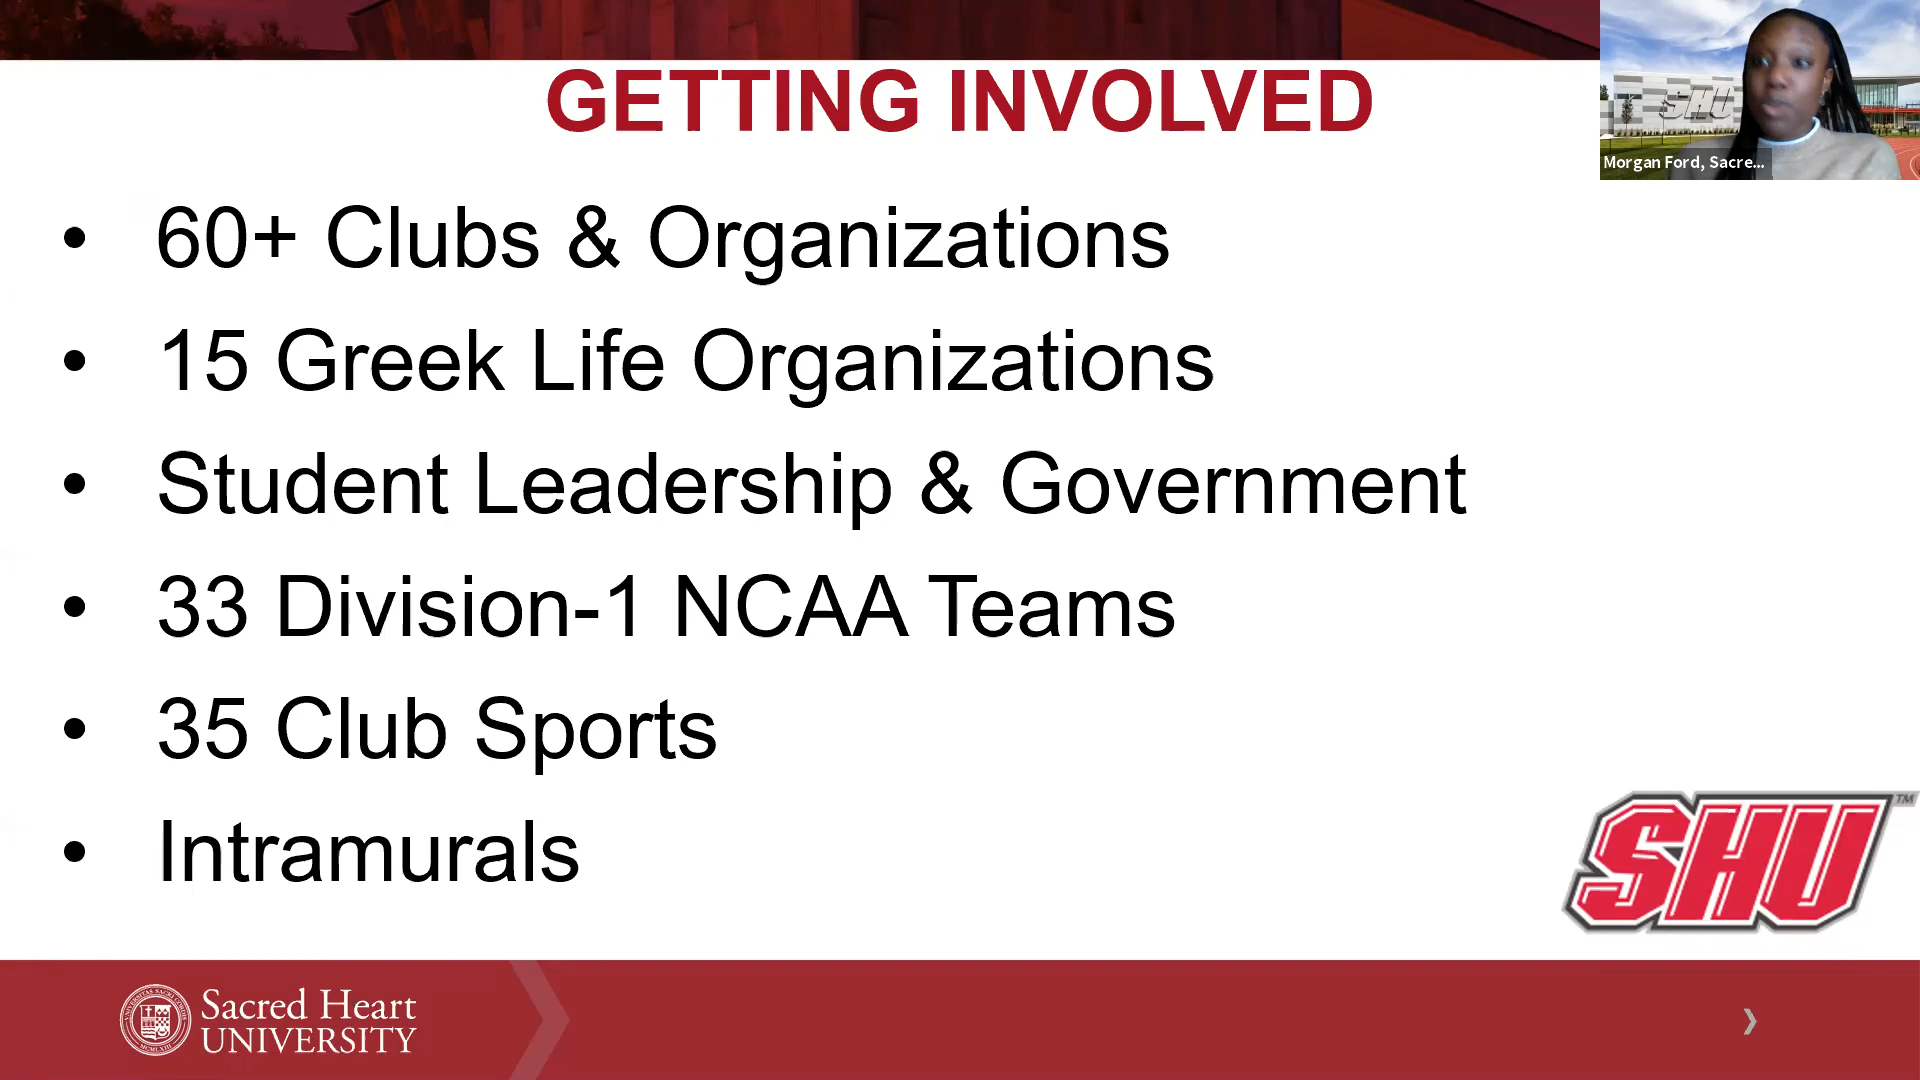 GETTING INVOLVED
SHU
Morgan Ford, Sacre...
• 60+ Clubs & Organizations
• 15 Greek Life Organizations
• Student Leadership & Government
• 33 Division-1 NCAA Teams
• 35 Club Sports
• Intramurals
SHU™
Sacred Heart
UNIVERSITY